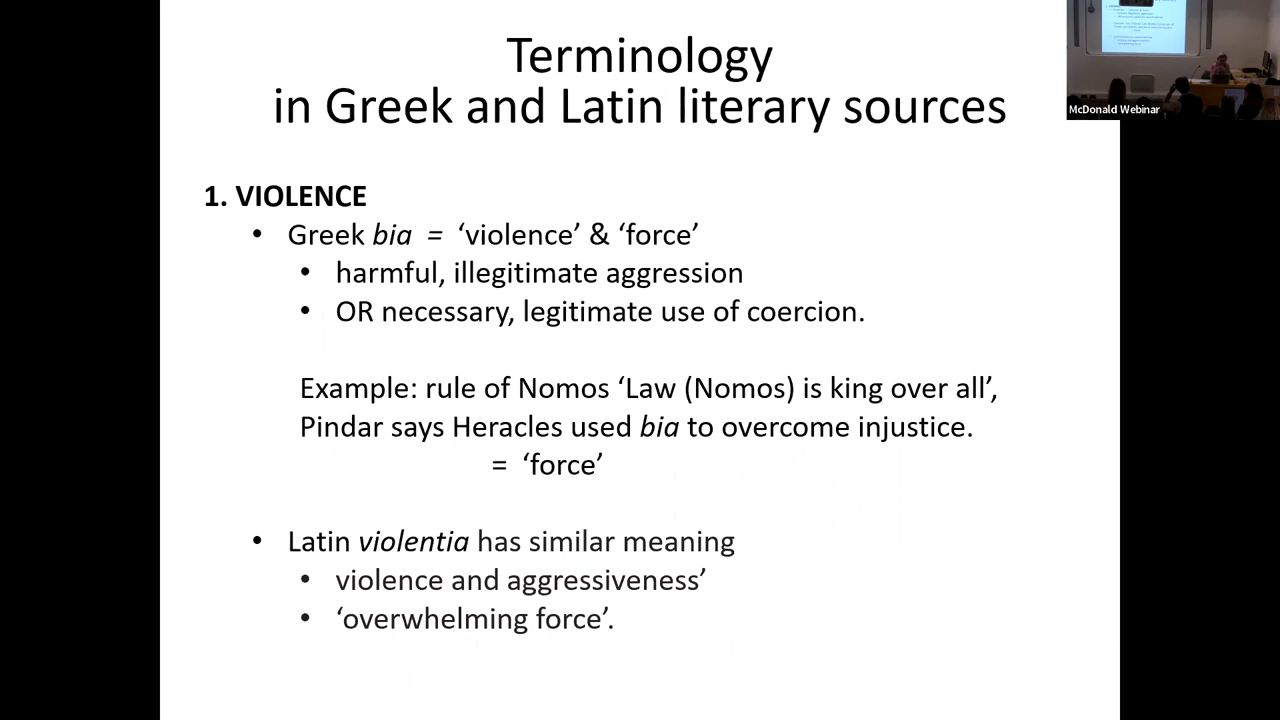 Terminology
in Greek and Latin literary sources
McDonald Webinar
1. VIOLENCE
• Greek bia = ‘violence’ & ‘force’
• harmful, illegitimate aggression
• OR necessary, legitimate use of coercion.
Example: rule of Nomos ‘Law (Nomos) is king over all’,
Pindar says Heracles used bia to overcome injustice.
= ‘force’
• Latin violentia has similar meaning
• violence and aggressiveness’
• ‘overwhelming force’.